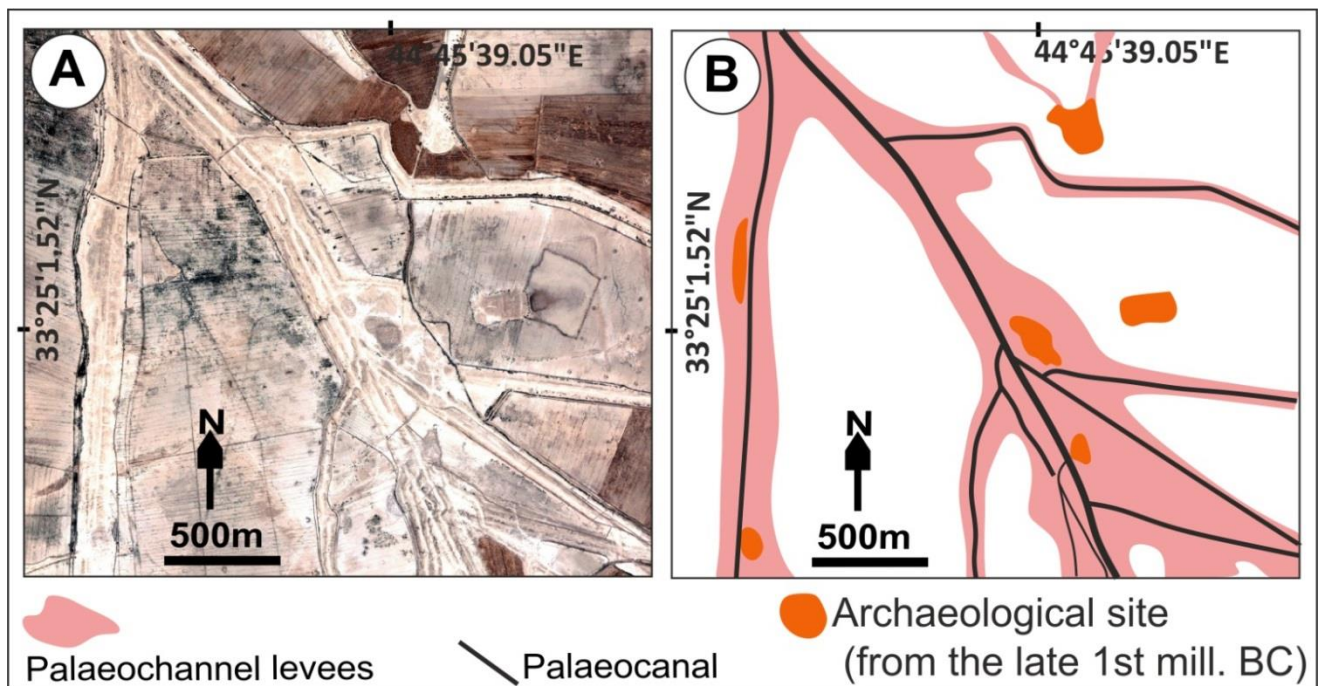 A
44°45'39.05"E
33°25'1.52"N
N
500m
B
44°45'39.05"E
33°25'1.52"N
N
500m
Palaeochannel levees
Palaeocanal
Archaeological site
(from the late 1st mill. BC)